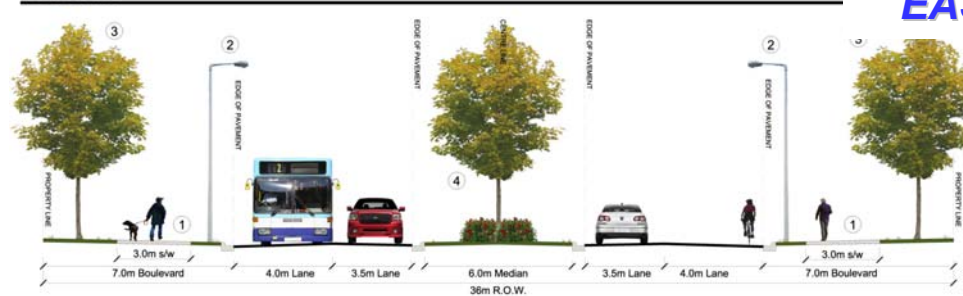 EAS
3
2
EDGE OF PAVEMENT
EDGE OF PAVEMENT
CENTRE LINE
EDGE OF PAVEMENT
2
EDGE OF PAVEMENT
3
PROPERTY LINE
1
2
4
1
PROPERTY LINE
3.0m s/w
3.0m s/w
7.0m Boulevard
4.0m Lane
3.5m Lane
6.0m Median
3.5m Lane
4.0m Lane
7.0m Boulevard
36m R.O.W.